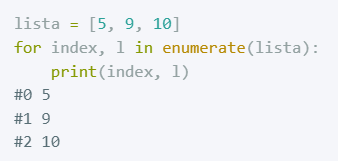 lista = [5, 9, 10]
for index, l in enumerate(lista):
    print(index, l)
#0 5
#1 9
#2 10